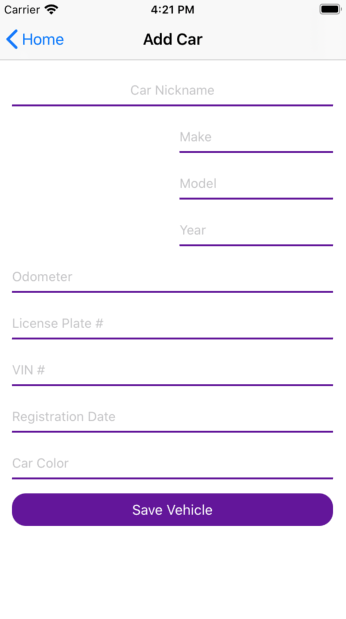 Carrier 4:21 PM
Home Add Car
Car Nickname
Make
Model
Year
Odometer
License Plate #
VIN #
Registration Date
Car Color
Save Vehicle